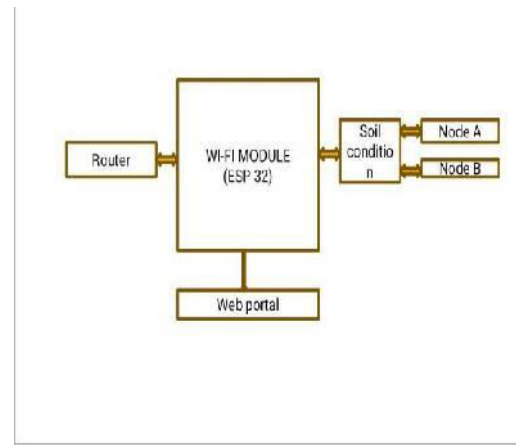 Router
WI-FI MODULE
(ESP 32)
Soil
conditio
n
Node A
Node B
Web portal